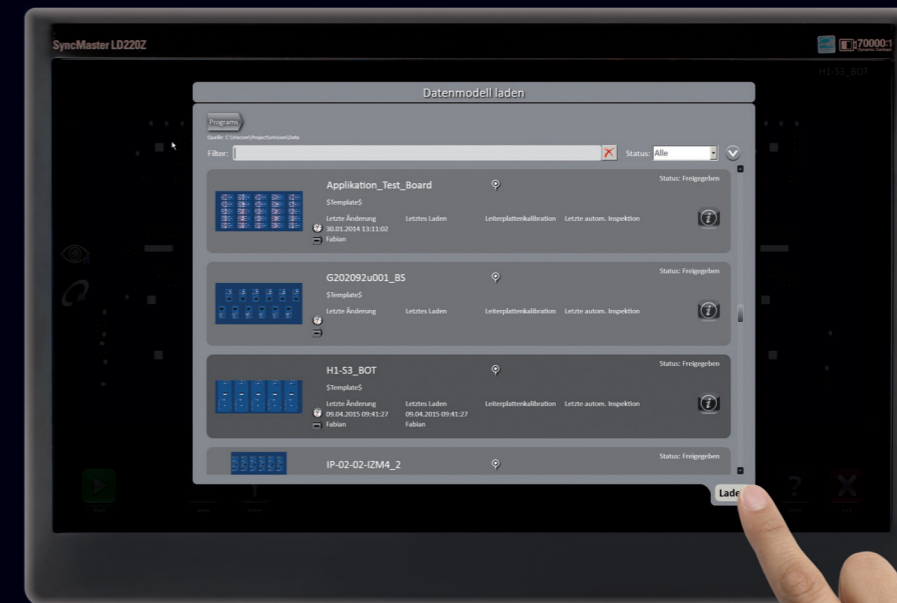 SyncMaster LD220Z
70000:1
Dynamic Contrast
H1-S3_BOT
Datenmodell laden
Programs
Filter:
Status: Alle
Applikation_Test_Board
Status: Freigegeben
$Template$
Letzte Änderung Letztes Laden Leiterplattenkalibration Letzte autom. Inspektion
30.01.2014 13:11:02
Fabian
G202092u001_BS
Status: Freigegeben
$Template$
Letzte Änderung Letztes Laden Leiterplattenkalibration Letzte autom. Inspektion
H1-S3_BOT
Status: Freigegeben
$Template$
Letzte Änderung Letztes Laden Leiterplattenkalibration Letzte autom. Inspektion
09.04.2015 09:41:27 09.04.2015 09:41:27
Fabian Fabian
IP-02-02-IZM4_2
Status: Freigegeben
Lade